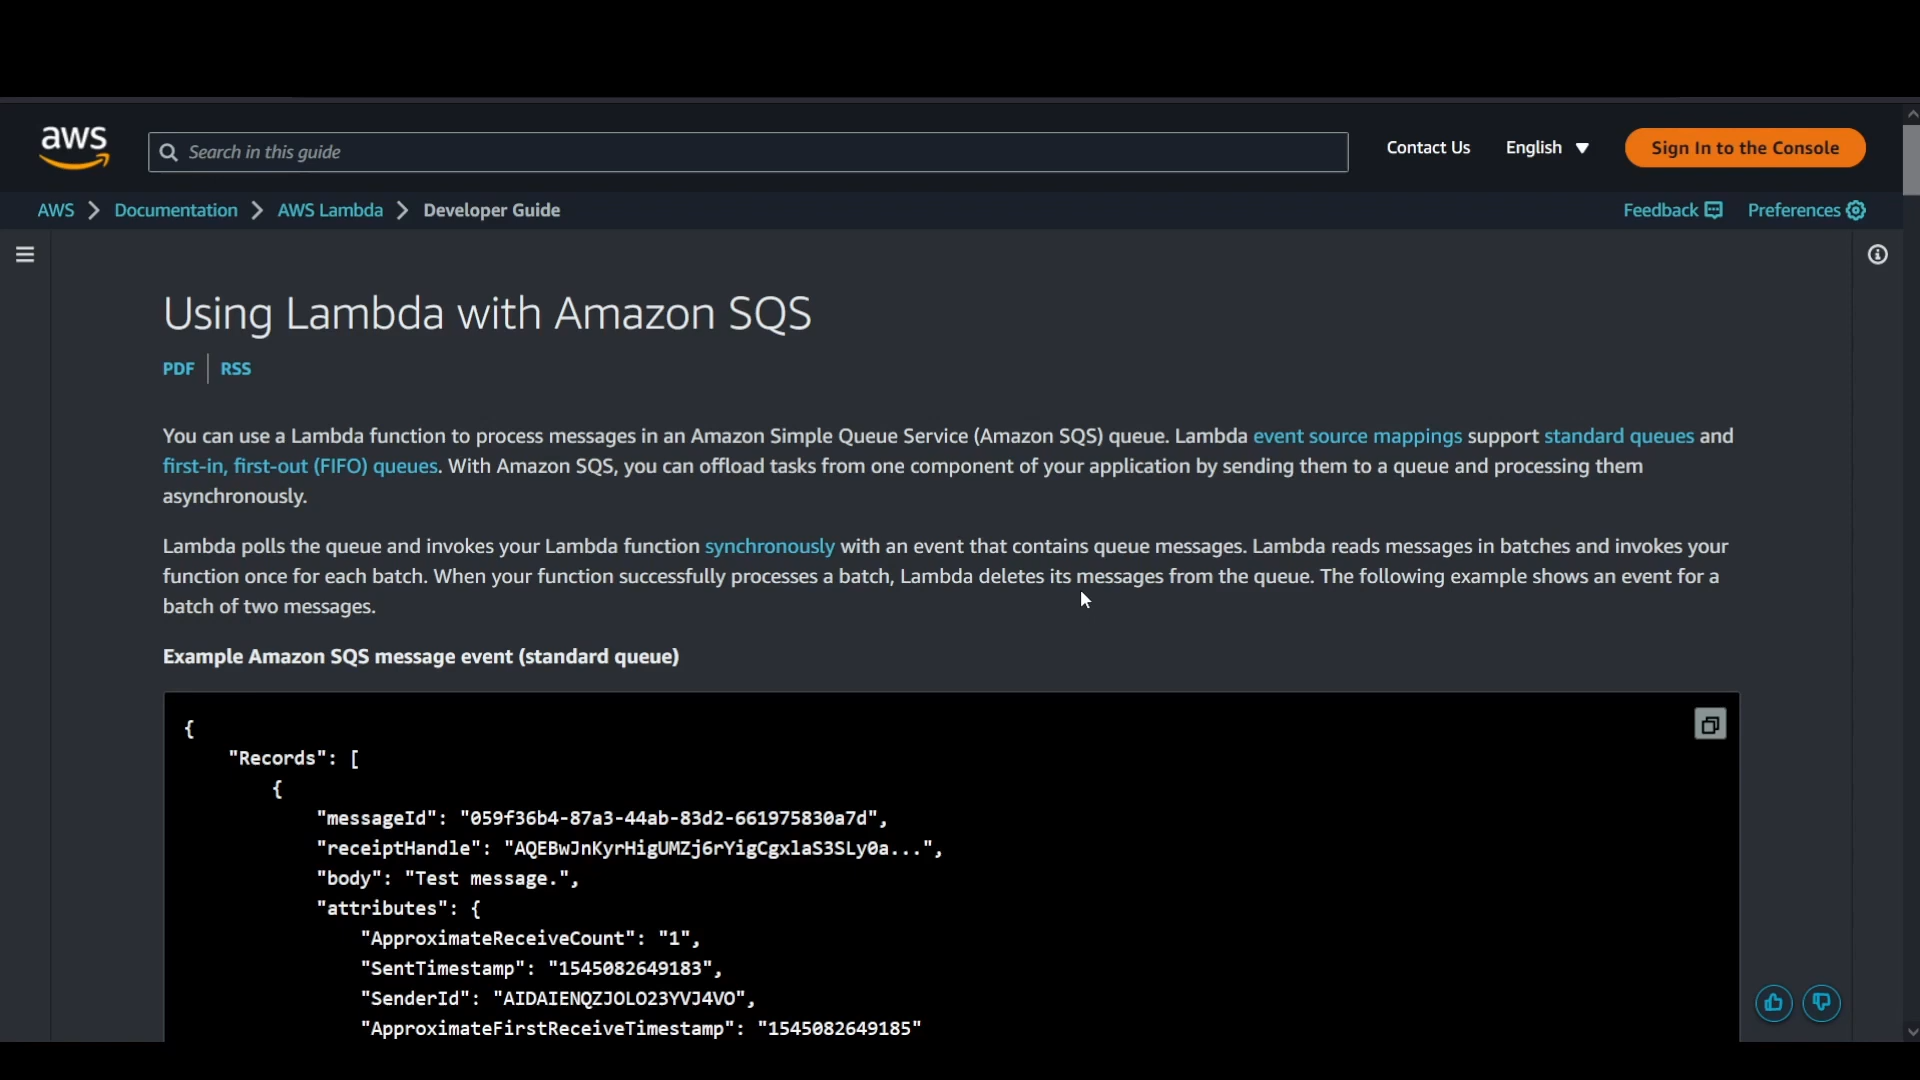 aws
Search in this guide
Contact Us
English
Sign In to the Console
AWS
Documentation
AWS Lambda
Developer Guide
Feedback
Preferences
Using Lambda with Amazon SQS
PDF
RSS
You can use a Lambda function to process messages in an Amazon Simple Queue Service (Amazon SQS) queue. Lambda event source mappings support standard queues and
first-in, first-out (FIFO) queues. With Amazon SQS, you can offload tasks from one component of your application by sending them to a queue and processing them
asynchronously.
Lambda polls the queue and invokes your Lambda function synchronously with an event that contains queue messages. Lambda reads messages in batches and invokes your
function once for each batch. When your function successfully processes a batch, Lambda deletes its messages from the queue. The following example shows an event for a
batch of two messages.
Example Amazon SQS message event (standard queue)
{
"Records": [
{
"messageId": "059f36b4-87a3-44ab-83d2-661975830a7d",
"receiptHandle": "AQEBwJnKyrHigUMZj6rYigCgxlaS3SLy0a...",
"body": "Test message.",
"attributes": {
"ApproximateReceiveCount": "1",
"SentTimestamp": "1545082649183",
"SenderId": "AIDAIENQZJOLO23YVJ4VO",
"ApproximateFirstReceiveTimestamp": "1545082649185"